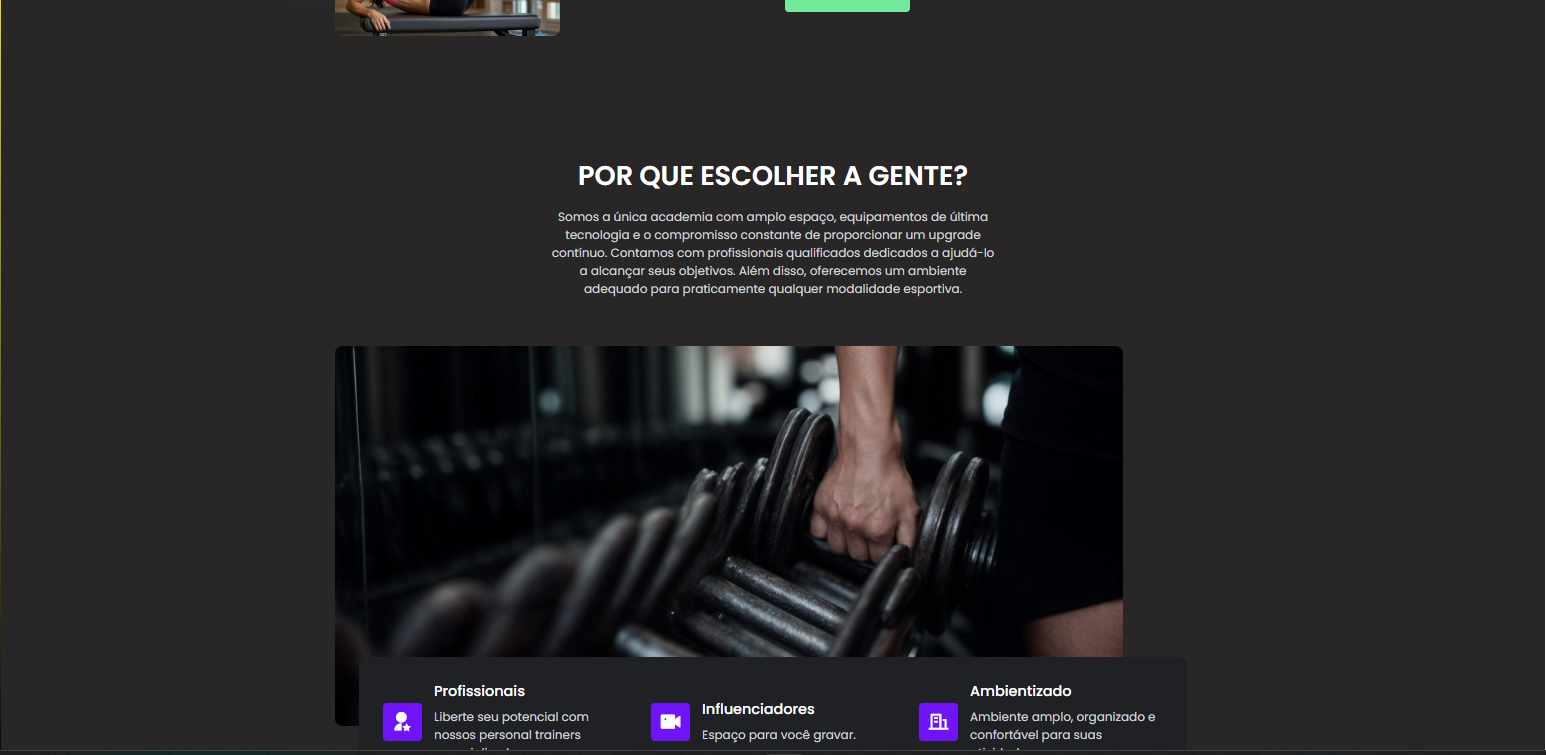 POR QUE ESCOLHER A GENTE?
Somos a única academia com amplo espaço, equipamentos de última
tecnologia e o compromisso constante de proporcionar um upgrade
contínuo. Contamos com profissionais qualificados dedicados a ajudá-lo
a alcançar seus objetivos. Além disso, oferecemos um ambiente
adequado para praticamente qualquer modalidade esportiva.
Profissionais
Liberte seu potencial com
nossos personal trainers
Influenciadores
Espaço para você gravar.
Ambientizado
Ambiente amplo, organizado e
confortável para suas